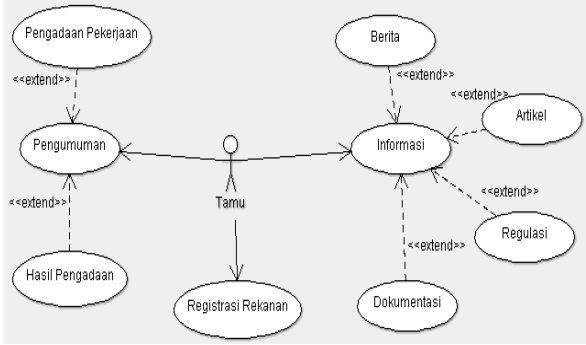 Pengadaan Pekerjaan
Berita
<<extend>>
<<extend>>
<<extend>>
Artikel
Pengumuman
Informasi
Tamu
<<extend>>
<<extend>>
Regulasi
<<extend>>
Hasil Pengadaan
Registrasi Rekanan
Dokumentasi